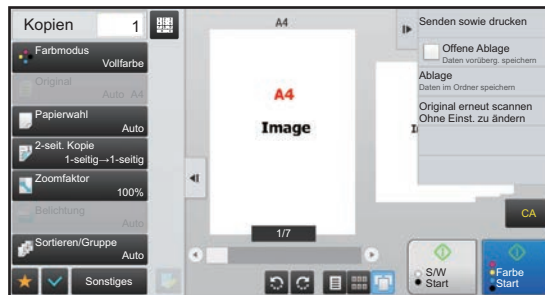 Kopien 1
Farbmodus
Vollfarbe
Original
Auto A4
Papierwahl
Auto
2-seit. Kopie
1-seitig→1-seitig
Zoomfaktor
100%
Belichtung
Auto
Sortieren/Gruppe
Auto
Sonstiges
A4
A4
Image
1/7
Senden sowie drucken
Offene Ablage
Daten vorüberg. speichern
Ablage
Daten im Ordner speichern
Original erneut scannen
Ohne Einst. zu ändern
CA
S/W
Start
Farbe
Start